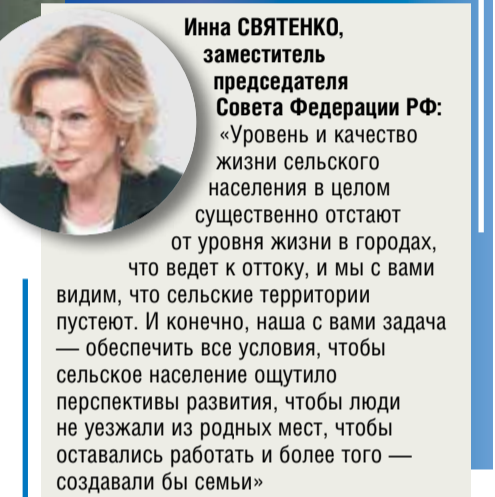 Инна СВЯТЕНКО,
заместитель
председателя
Совета Федерации РФ:
«Уровень и качество
жизни сельского
населения в целом
существенно отстают
от уровня жизни в городах,
что ведет к оттоку, и мы с вами
видим, что сельские территории
пустеют. И конечно, наша с вами задача
— обеспечить все условия, чтобы
сельское население ощутило
перспективы развития, чтобы люди
не уезжали из родных мест, чтобы
оставались работать и более того —
создавали бы семьи»